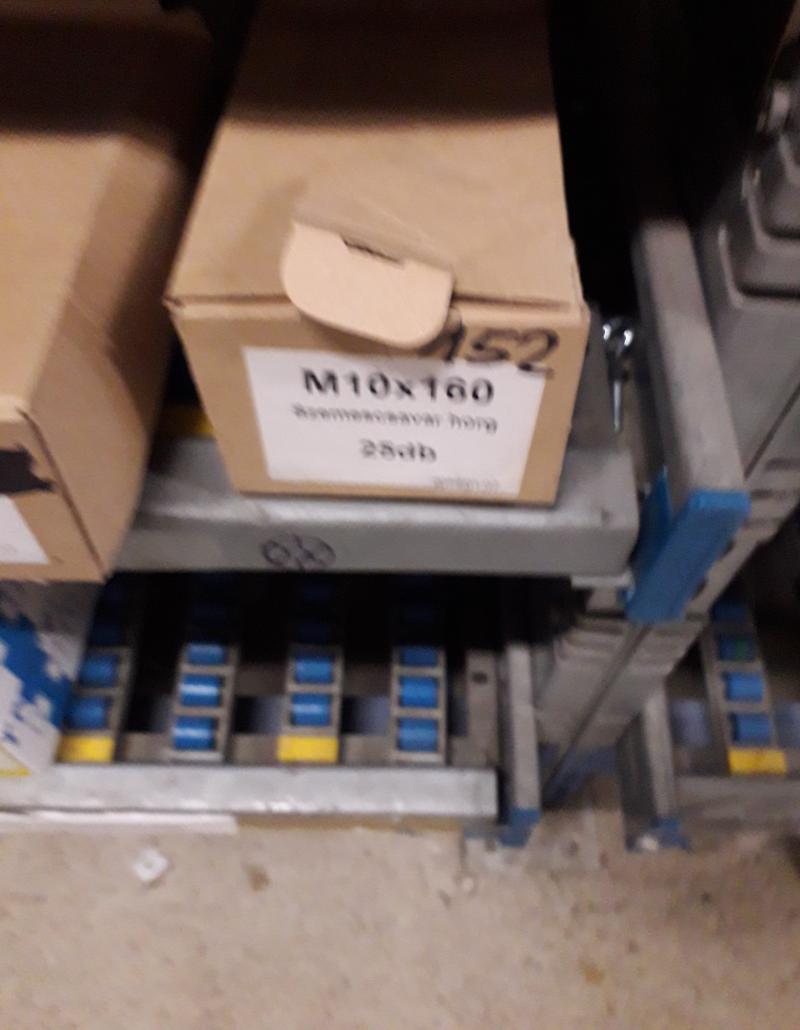 152
M10x160
Szemescsavar horg
25db